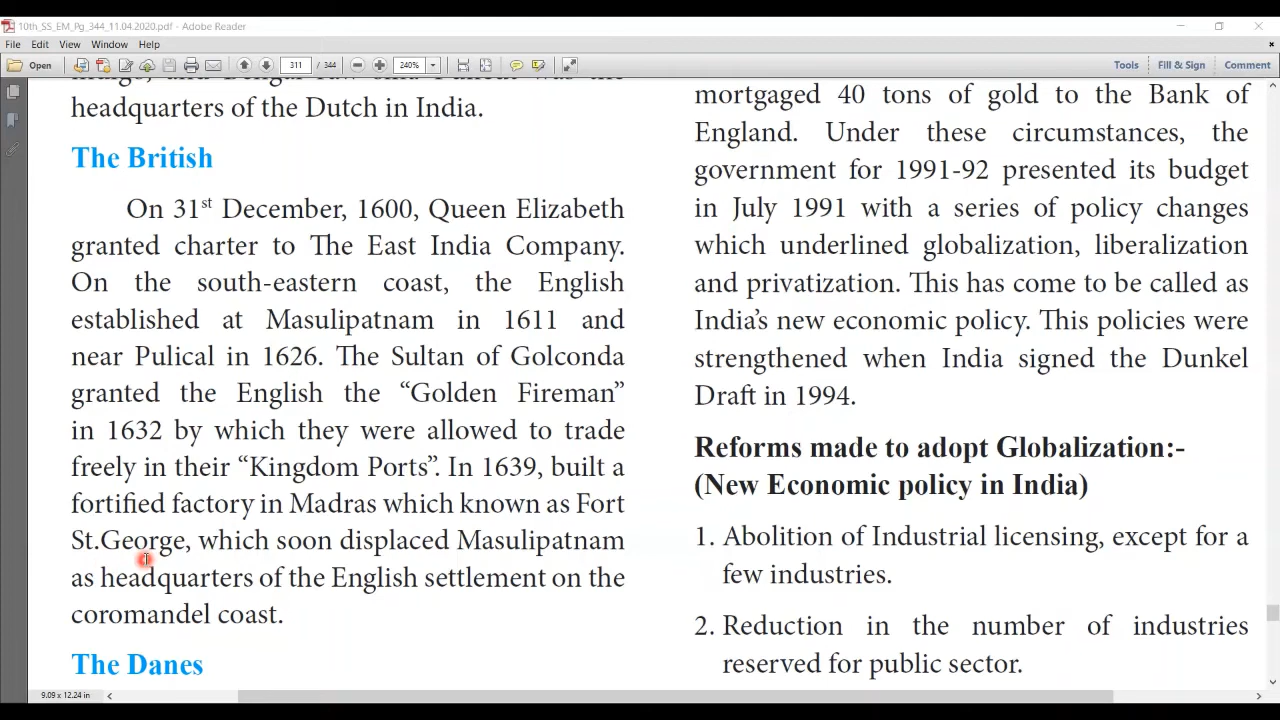 10th_SS_EM_Pg_344_11.04.2020.pdf - Adobe Reader
File Edit View Window Help
Open 311 / 344 240% Tools Fill & Sign Comment
headquarters of the Dutch in India.
The British
On 31st December, 1600, Queen Elizabeth
granted charter to The East India Company.
On the south-eastern coast, the English
established at Masulipatnam in 1611 and
near Pulical in 1626. The Sultan of Golconda
granted the English the “Golden Fireman”
in 1632 by which they were allowed to trade
freely in their “Kingdom Ports”. In 1639, built a
fortified factory in Madras which known as Fort
St.George, which soon displaced Masulipatnam
as headquarters of the English settlement on the
coromandel coast.
The Danes
mortgaged 40 tons of gold to the Bank of
England. Under these circumstances, the
government for 1991-92 presented its budget
in July 1991 with a series of policy changes
which underlined globalization, liberalization
and privatization. This has come to be called as
India’s new economic policy. This policies were
strengthened when India signed the Dunkel
Draft in 1994.
Reforms made to adopt Globalization:-
(New Economic policy in India)
1. Abolition of Industrial licensing, except for a
few industries.
2. Reduction in the number of industries
reserved for public sector.
9.09 x 12.24 in